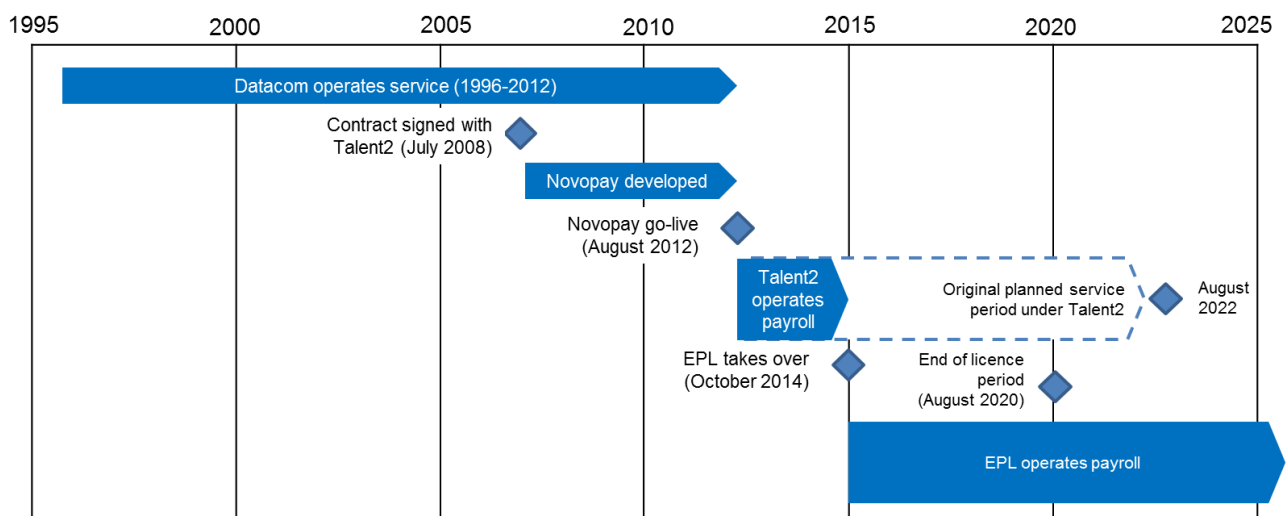 1995 2000 2005 2010 2015 2020 2025
Datacom operates service (1996-2012)
Contract signed with
Talent2 (July 2008)
Novopay developed
Novopay go-live
(August 2012)
Talent2
operates
payroll
Original planned service
period under Talent2
August
2022
EPL takes over
(October 2014)
End of licence
period
(August 2020)
EPL operates payroll